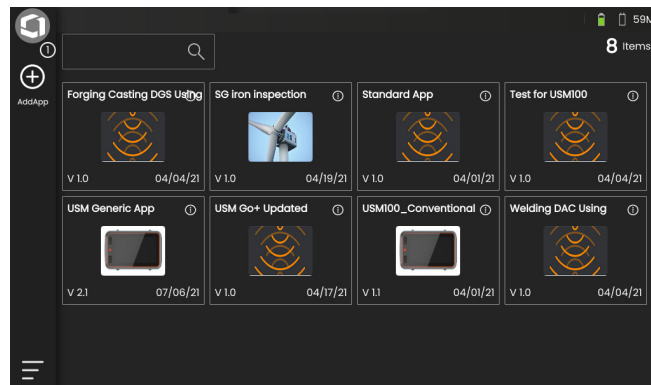 59M
1
8 Items
AddApp
Forging Casting DGS Using
SG iron inspection
Standard App
Test for USM100
V 1.0 04/04/21
V 1.0 04/19/21
V 1.0 04/01/21
V 1.0 04/04/21
USM Generic App
USM Go+ Updated
USM100_Conventional
Welding DAC Using
V 2.1 07/06/21
V 1.0 04/17/21
V 1.1 04/01/21
V 1.0 04/04/21